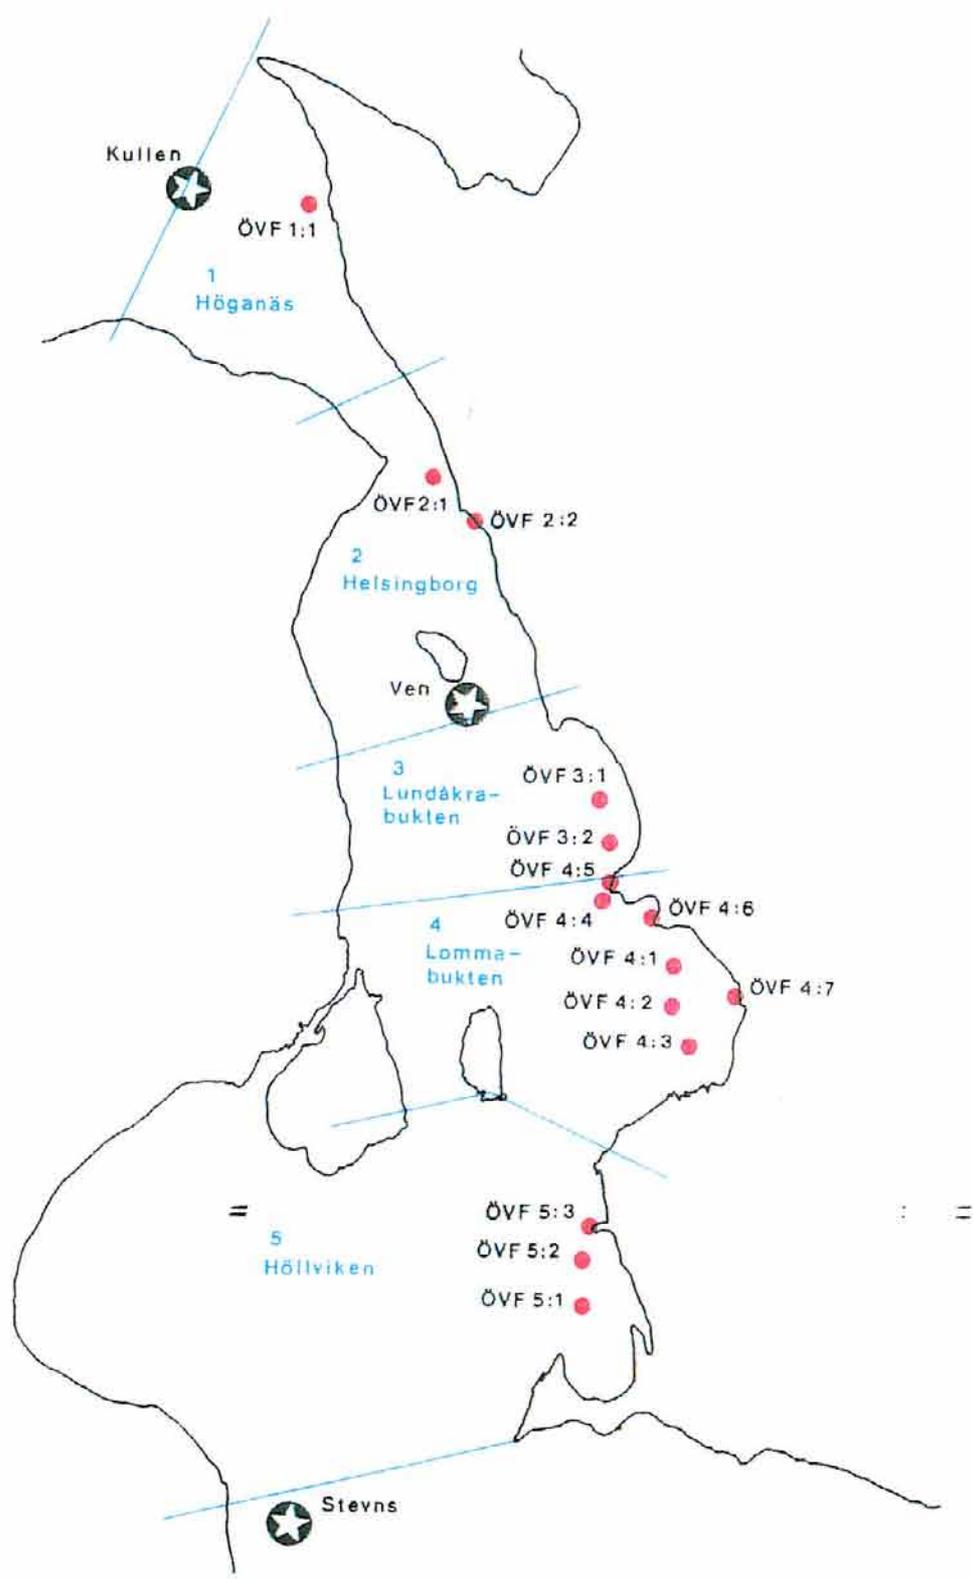 Kullen
ÖVF 1:1
1
Höganäs
ÖVF2:1
ÖVF 2:2
2
Helsingborg
Ven
3
Lundåkra-
bukten
ÖVF 3:1
ÖVF 3:2
ÖVF 4:5
ÖVF 4:4
ÖVF 4:6
4
Lomma-
bukten
ÖVF 4:1
ÖVF 4:7
ÖVF 4:2
ÖVF 4:3
ÖVF 5:3
5
Höllviken
ÖVF 5:2
ÖVF 5:1
Stevns